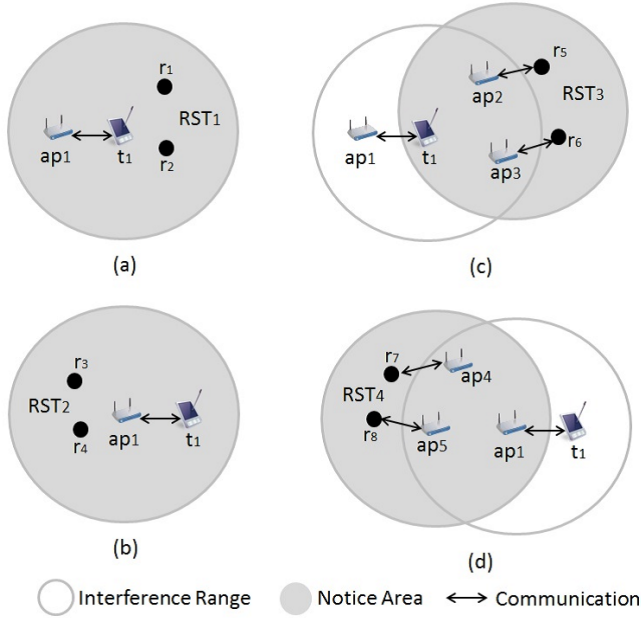 r1
RST1
ap1
t1
r2
(a)
r5
ap2
RST3
ap1
t1
r6
ap3
(c)
r3
RST2
ap1
r4
t1
(b)
r7
ap4
RST4
r8
ap5
ap1
t1
(d)
Interference Range
Notice Area
Communication